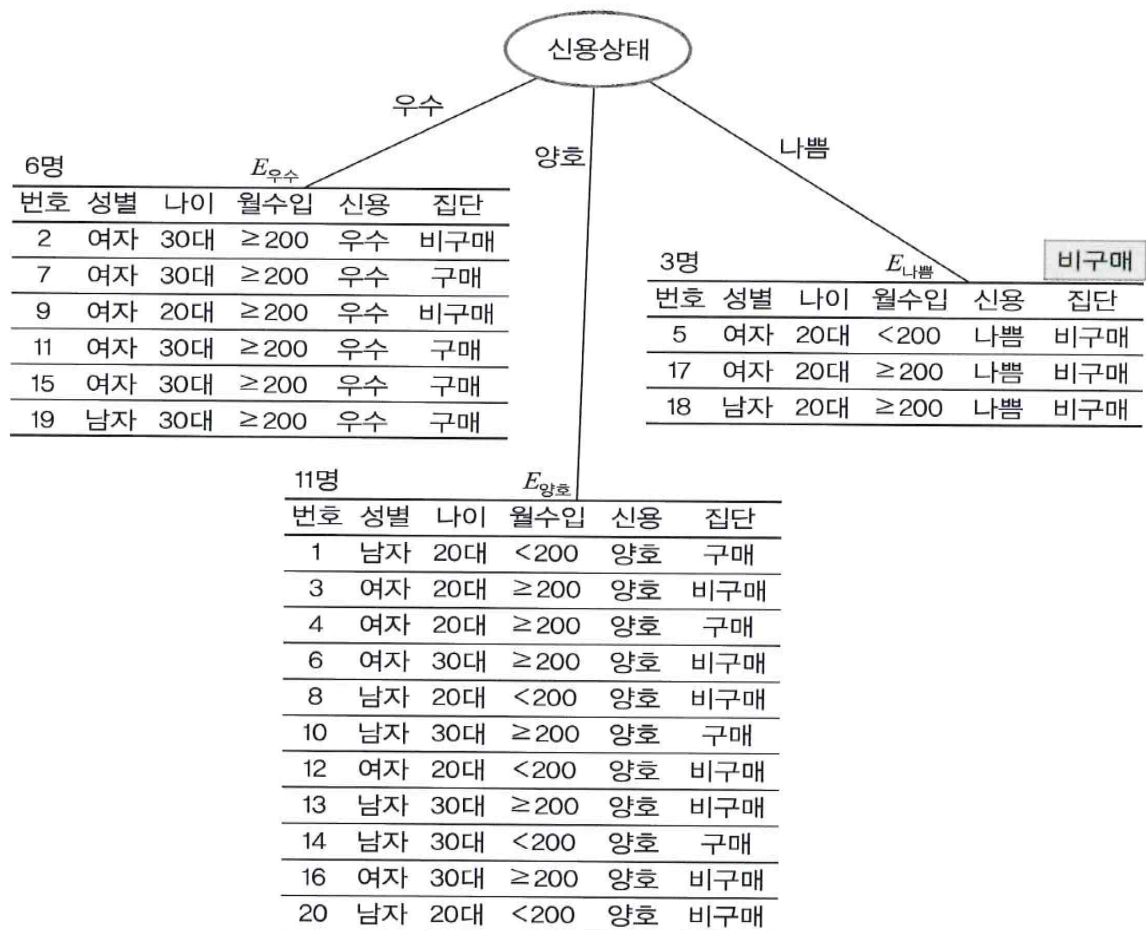 신용상태
우수
양호
나쁨
6명 E우수
번호 성별 나이 월수입 신용 집단
2 여자 30대 ≥200 우수 비구매
7 여자 30대 ≥200 우수 구매
9 여자 20대 ≥200 우수 비구매
11 여자 30대 ≥200 우수 구매
15 여자 30대 ≥200 우수 구매
19 남자 30대 ≥200 우수 구매
3명 E나쁨 비구매
번호 성별 나이 월수입 신용 집단
5 여자 20대 <200 나쁨 비구매
17 여자 20대 ≥200 나쁨 비구매
18 남자 20대 ≥200 나쁨 비구매
11명 E양호
번호 성별 나이 월수입 신용 집단
1 남자 20대 <200 양호 구매
3 여자 20대 ≥200 양호 비구매
4 여자 20대 ≥200 양호 구매
6 여자 30대 ≥200 양호 비구매
8 남자 20대 <200 양호 비구매
10 남자 30대 ≥200 양호 구매
12 여자 20대 <200 양호 비구매
13 남자 30대 ≥200 양호 비구매
14 남자 30대 <200 양호 구매
16 여자 30대 ≥200 양호 비구매
20 남자 20대 <200 양호 비구매